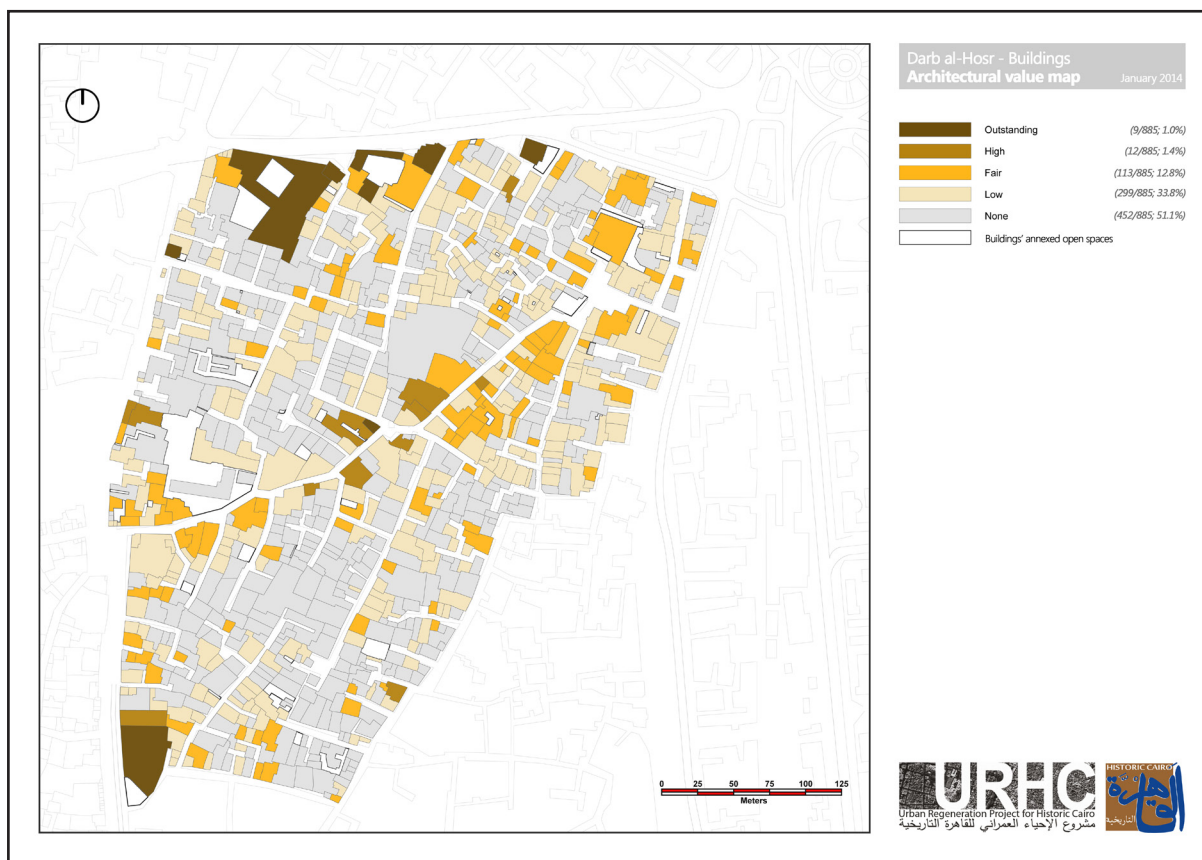 Darb al-Hosr - Buildings
Architectural value map January 2014
Outstanding (9/885; 1.0%)
High (12/885; 1.4%)
Fair (113/885; 12.8%)
Low (299/885; 33.8%)
None (452/885; 51.1%)
Buildings' annexed open spaces
0 25 50 75 100 125
Meters
URHC
Urban Regeneration Project for Historic Cairo
مشروع الإحياء العمراني للقاهرة التاريخية
HISTORIC CAIRO
القاهرة
التاريخية